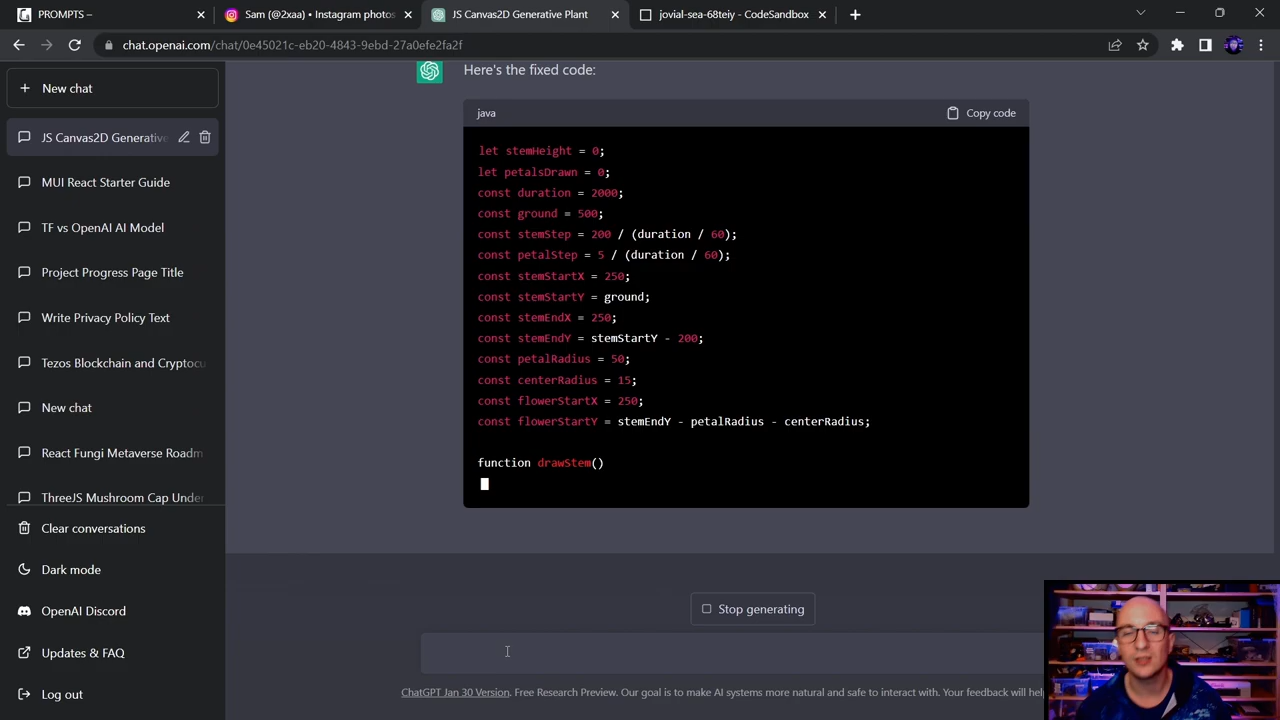 PROMPTS –
Sam (@2xaa) • Instagram photos
JS Canvas2D Generative Plant
jovial-sea-68teiy - CodeSandbox
chat.openai.com/chat/0e45021c-eb20-4843-9ebd-27a0efe2fa2f
New chat
JS Canvas2D Generative
MUI React Starter Guide
TF vs OpenAI AI Model
Project Progress Page Title
Write Privacy Policy Text
Tezos Blockchain and Cryptocu
New chat
React Fungi Metaverse Roadm
ThreeJS Mushroom Cap Under
Clear conversations
Dark mode
OpenAI Discord
Updates & FAQ
Log out
Here's the fixed code:
java
Copy code
let stemHeight = 0;
let petalsDrawn = 0;
const duration = 2000;
const ground = 500;
const stemStep = 200 / (duration / 60);
const petalStep = 5 / (duration / 60);
const stemStartX = 250;
const stemStartY = ground;
const stemEndX = 250;
const stemEndY = stemStartY - 200;
const petalRadius = 50;
const centerRadius = 15;
const flowerStartX = 250;
const flowerStartY = stemEndY - petalRadius - centerRadius;
function drawStem()
Stop generating
ChatGPT Jan 30 Version. Free Research Preview. Our goal is to make AI systems more natural and safe to interact with. Your feedback will